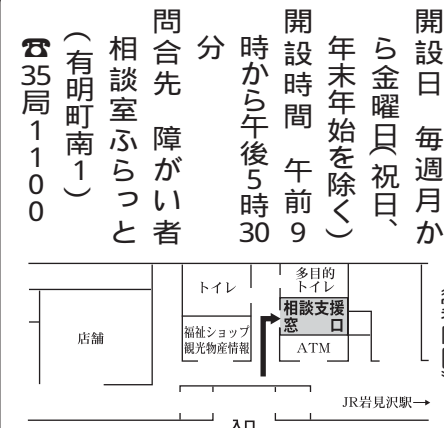 開設日　毎週月か
ら金曜日(祝日、
年末年始を除く)
開設時間　午前9
時から午後5時30
分
問合先　障がい者
相談室ふらっと
(有明町南1)
☎35局1100
トイレ
多目的
トイレ
相談支援
窓　口
店舗
福祉ショップ
観光物産情報
ATM
JR岩見沢駅→
入口